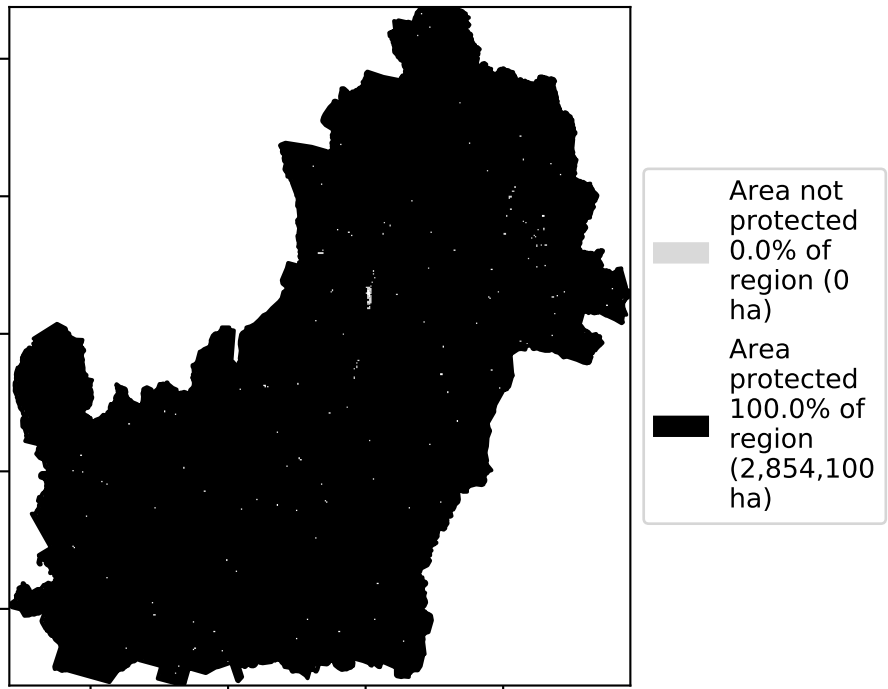 Area not
protected
0.0% of
region (0
ha)
Area
protected
100.0% of
region
(2,854,100
ha)